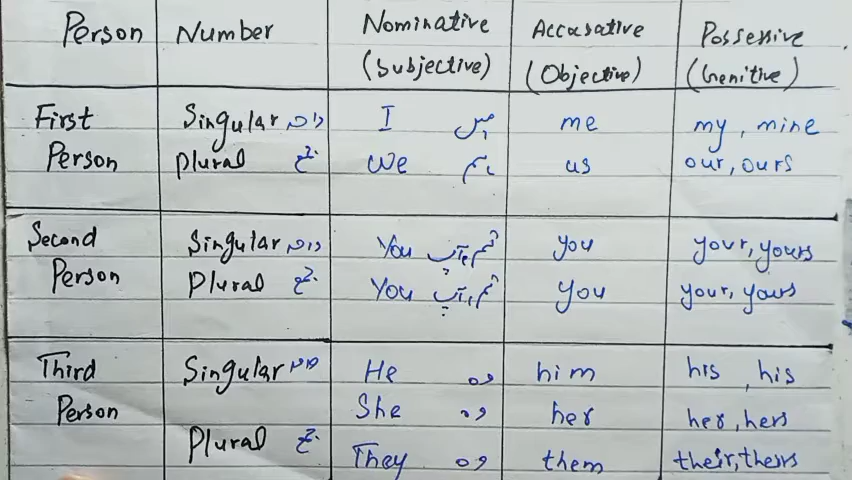 Person Number Nominative Accusative Possessive
(Subjective) (Objective) (Genitive)
First Singular واحد I میں me my, mine
Person Plural جمع We ہم us our, ours
Second Singular واحد You تم، آپ you your, yours
Person Plural جمع You تم، آپ you your, yours
Third Singular واحد He وہ him his, his
Person She وہ her her, hers
Plural جمع They وہ them their, theirs